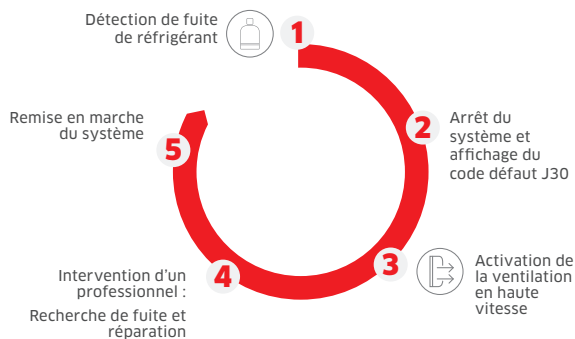 1
Détection de fuite
de réfrigérant
2
Arrêt du
système et
affichage du
code défaut J30
3
Activation de
la ventilation
en haute
vitesse
4
Intervention d'un
professionnel :
Recherche de fuite et
réparation
5
Remise en marche
du système